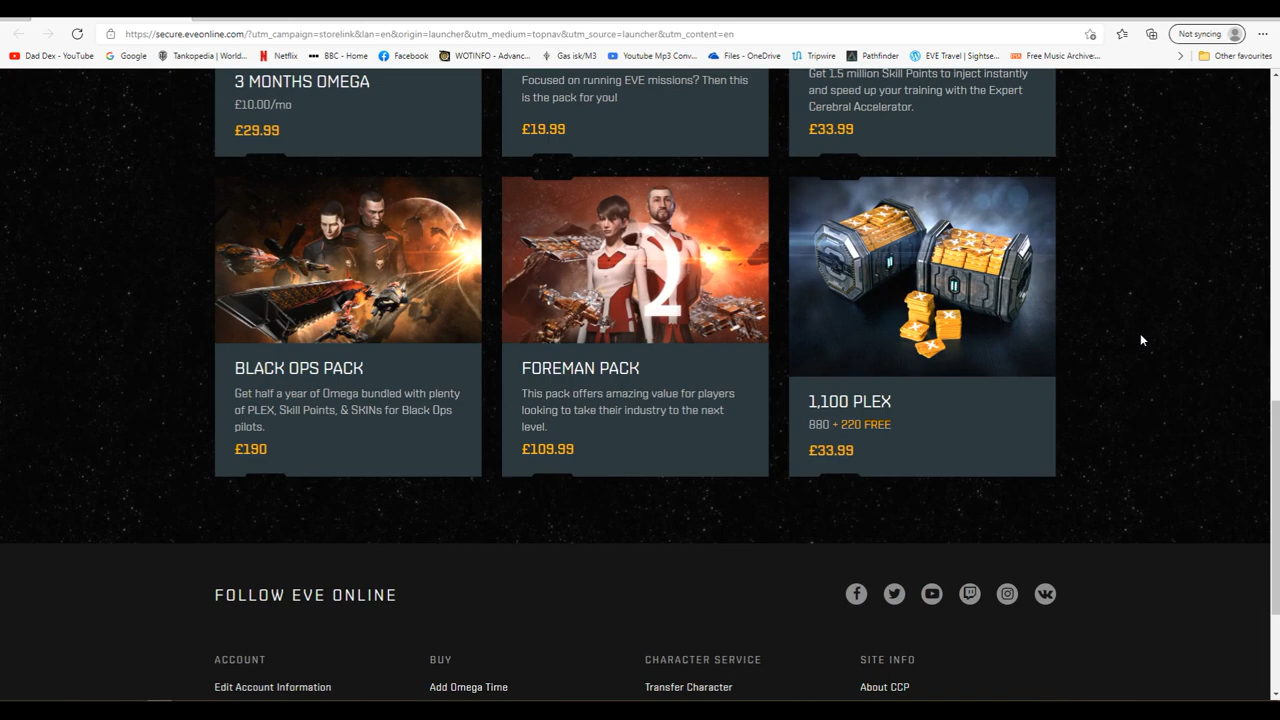 https://secure.eveonline.com/?utm_campaign=storelink&lan=en&origin=launcher&utm_medium=topnav&utm_source=launcher&utm_content=en
Not syncing
Dad Dex - YouTube
Google
Tankopedia | World...
Netflix
BBC - Home
Facebook
WOTINFO - Advanc...
Gas isk/M3
Youtube Mp3 Conv...
Files - OneDrive
Tripwire
Pathfinder
EVE Travel | Sightse...
Free Music Archive...
Other favourites
3 MONTHS OMEGA
£10.00/mo
£29.99
Focused on running EVE missions? Then this
is the pack for you!
£19.99
Get 1.5 million Skill Points to inject instantly
and speed up your training with the Expert
Cerebral Accelerator.
£33.99
BLACK OPS PACK
Get half a year of Omega bundled with plenty
of PLEX, Skill Points, & SKINs for Black Ops
pilots.
£190
2
FOREMAN PACK
This pack offers amazing value for players
looking to take their industry to the next
level.
£109.99
1,100 PLEX
880 + 220 FREE
£33.99
FOLLOW EVE ONLINE
ACCOUNT
BUY
CHARACTER SERVICE
SITE INFO
Edit Account Information
Add Omega Time
Transfer Character
About CCP